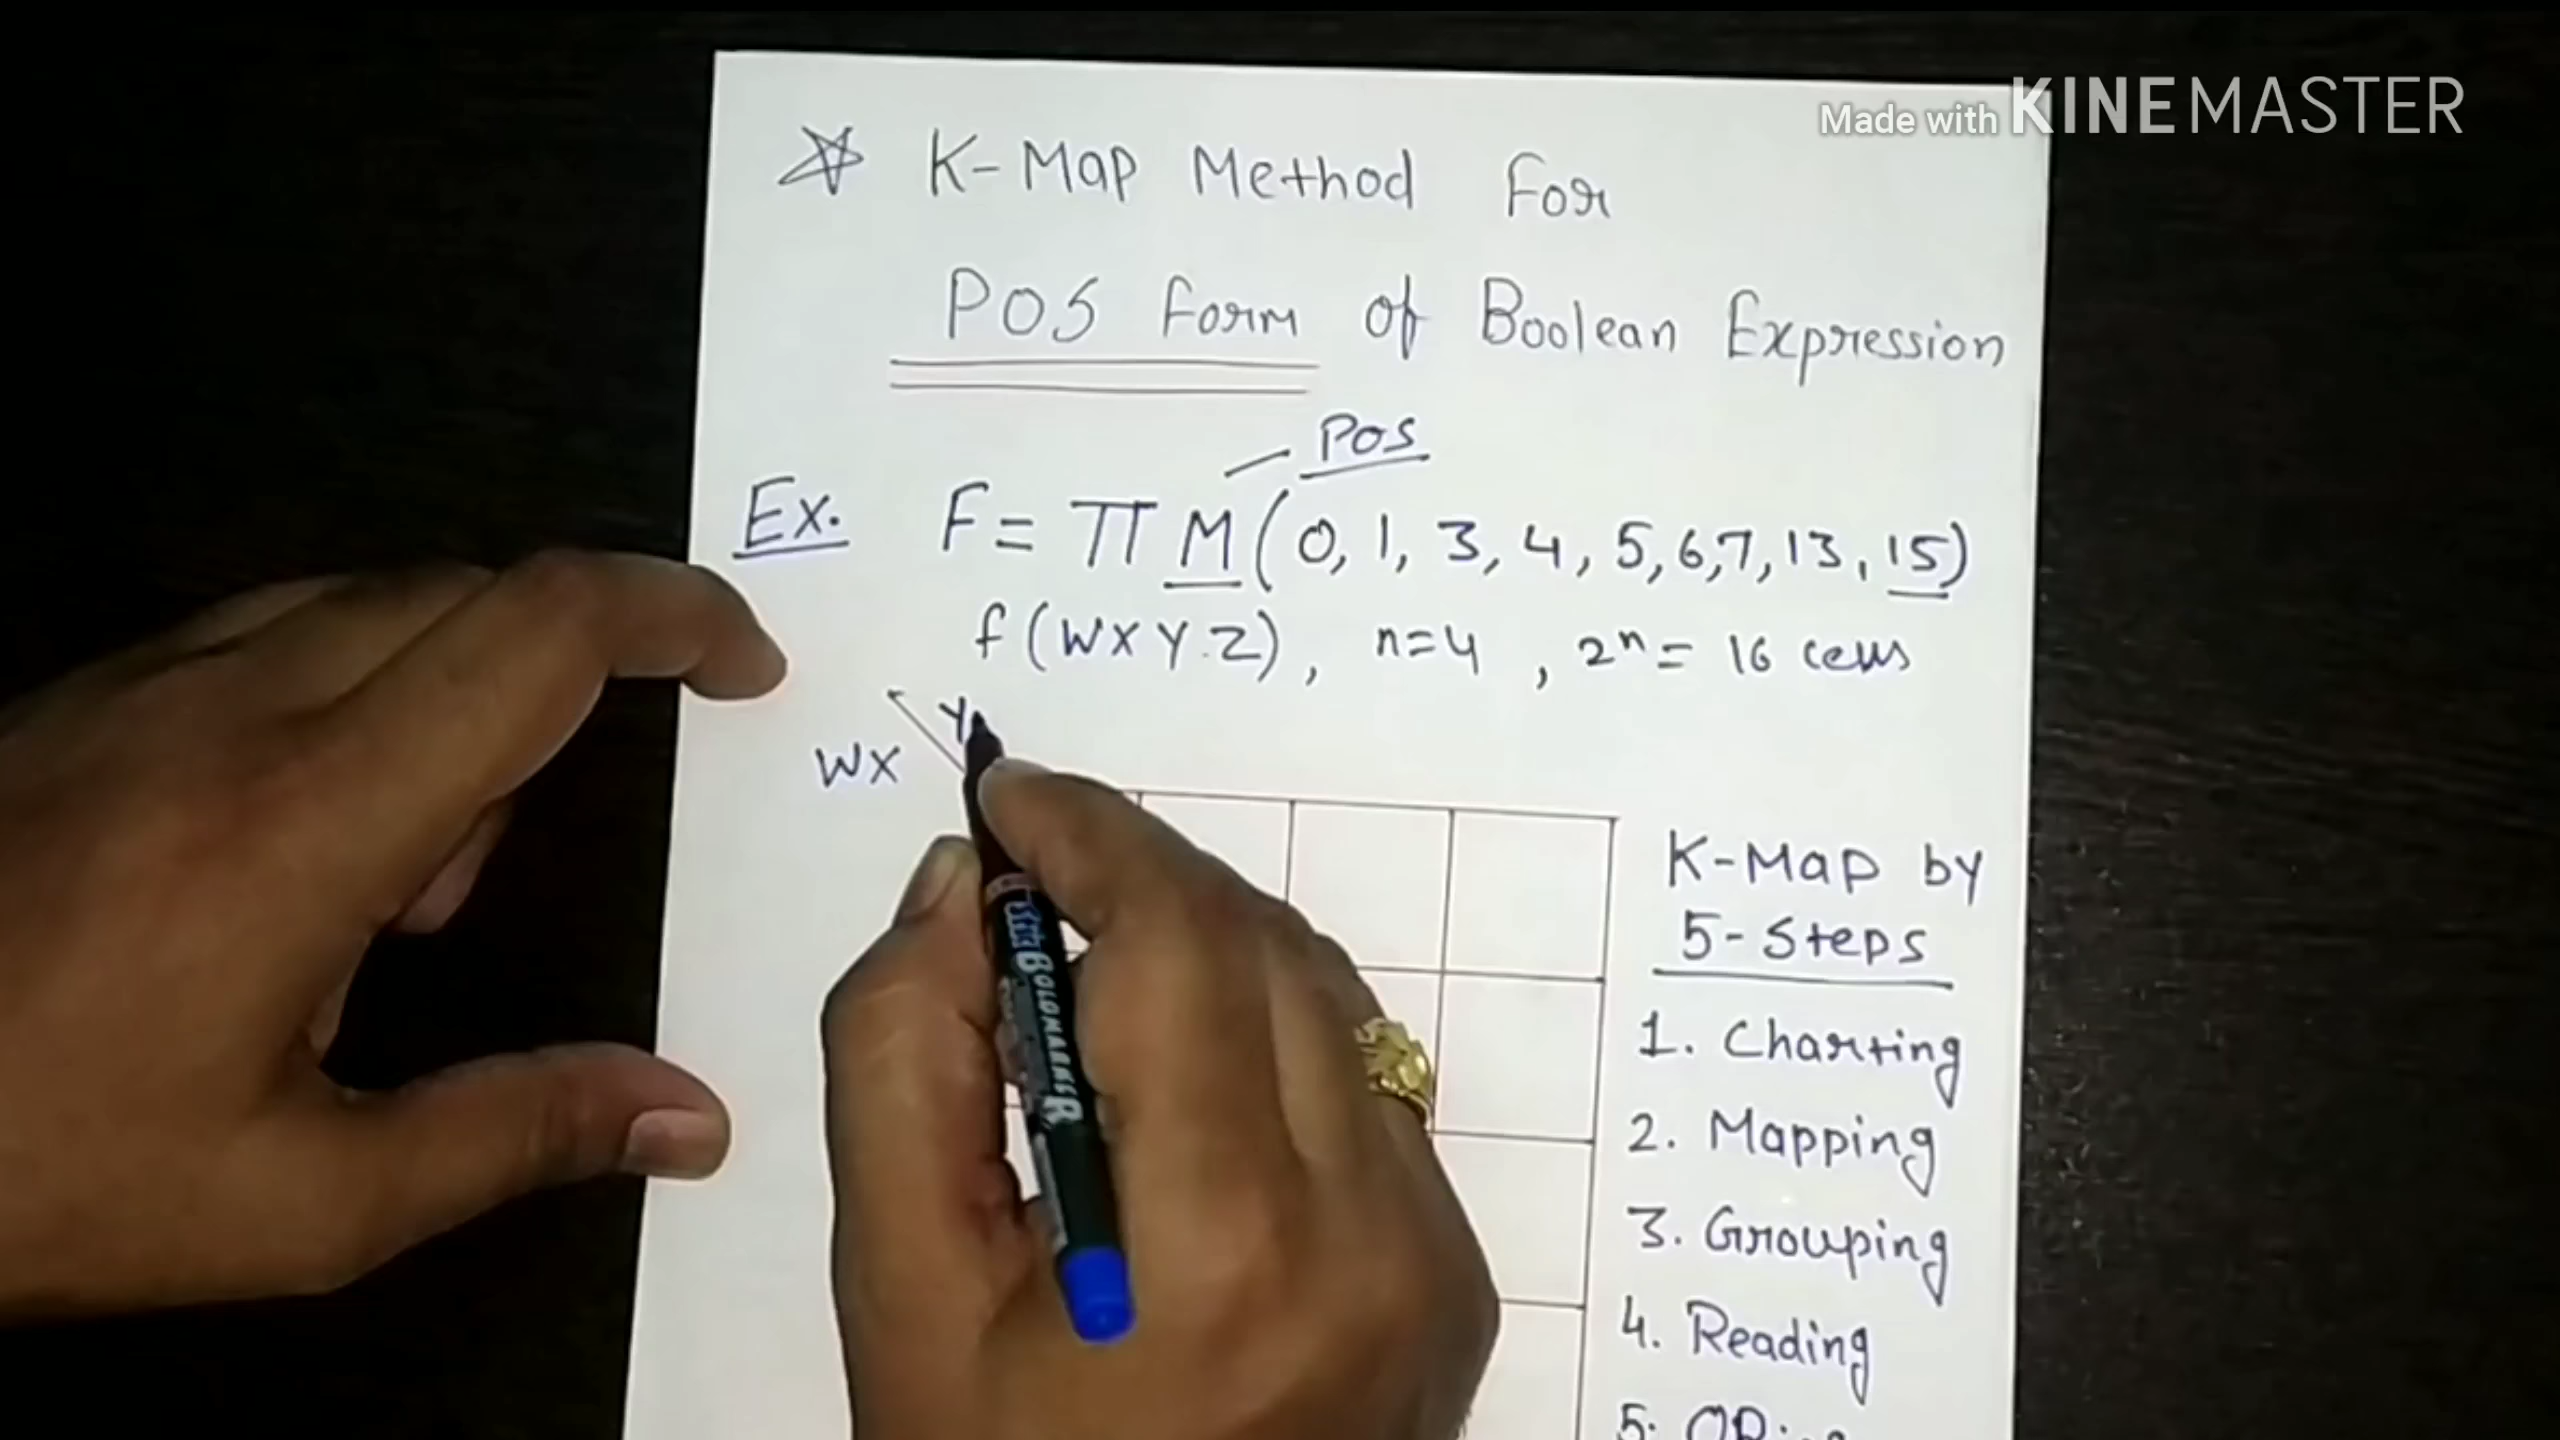 Made with KINEMASTER
K-Map Method For
POS Form of Boolean Expression
POS
Ex. F = π M (0, 1, 3, 4, 5, 6, 7, 13, 15)
f (W X Y Z), n=4, 2ⁿ = 16 cells
Y
WX
K-Map by
5-Steps
1. Charting
2. Mapping
3. Grouping
4. Reading
5.
BOLDMARKER